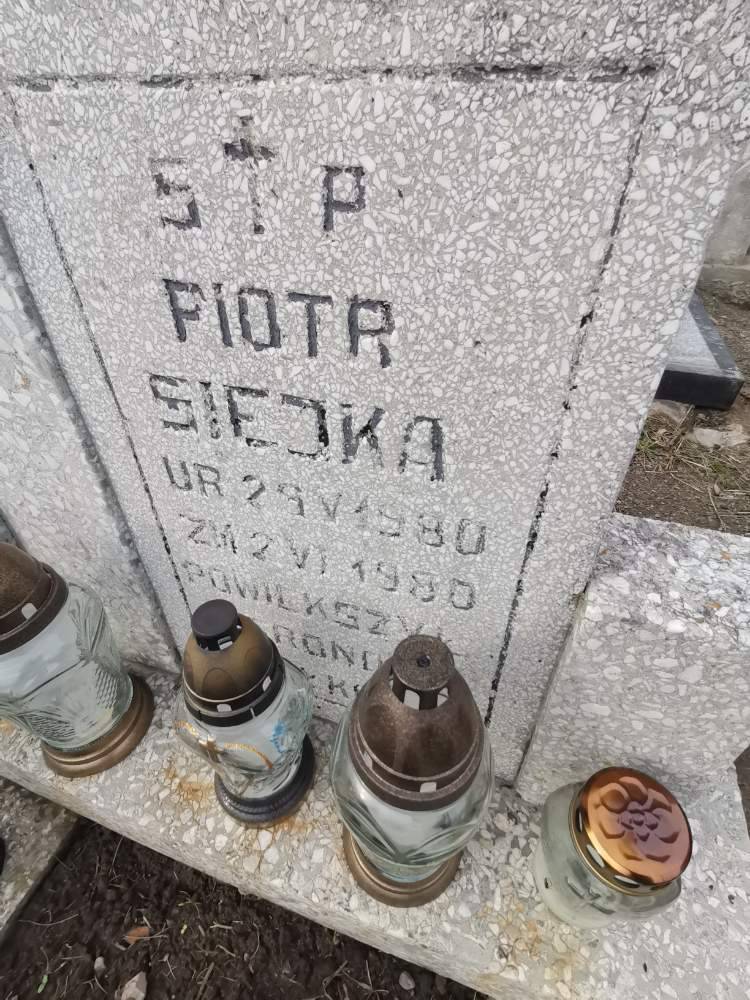 S † P
PIOTR
SIEJKA
UR 29 V 1980
ZM 2 VI 1980
POWIĘKSZYŁ